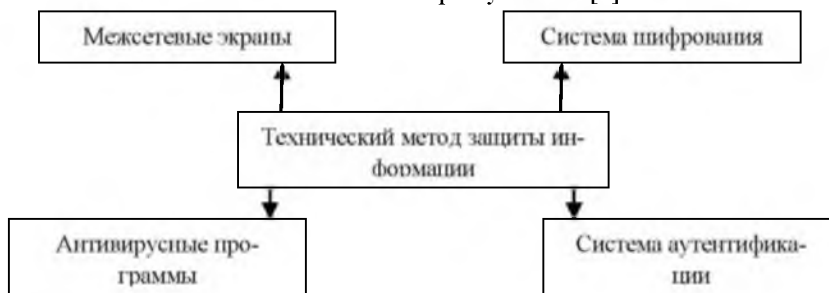 Межсетевые экраны
Система шифрования
Технический метод защиты ин-
формации
Антивирусные про-
граммы
Система аутентифика-
ции